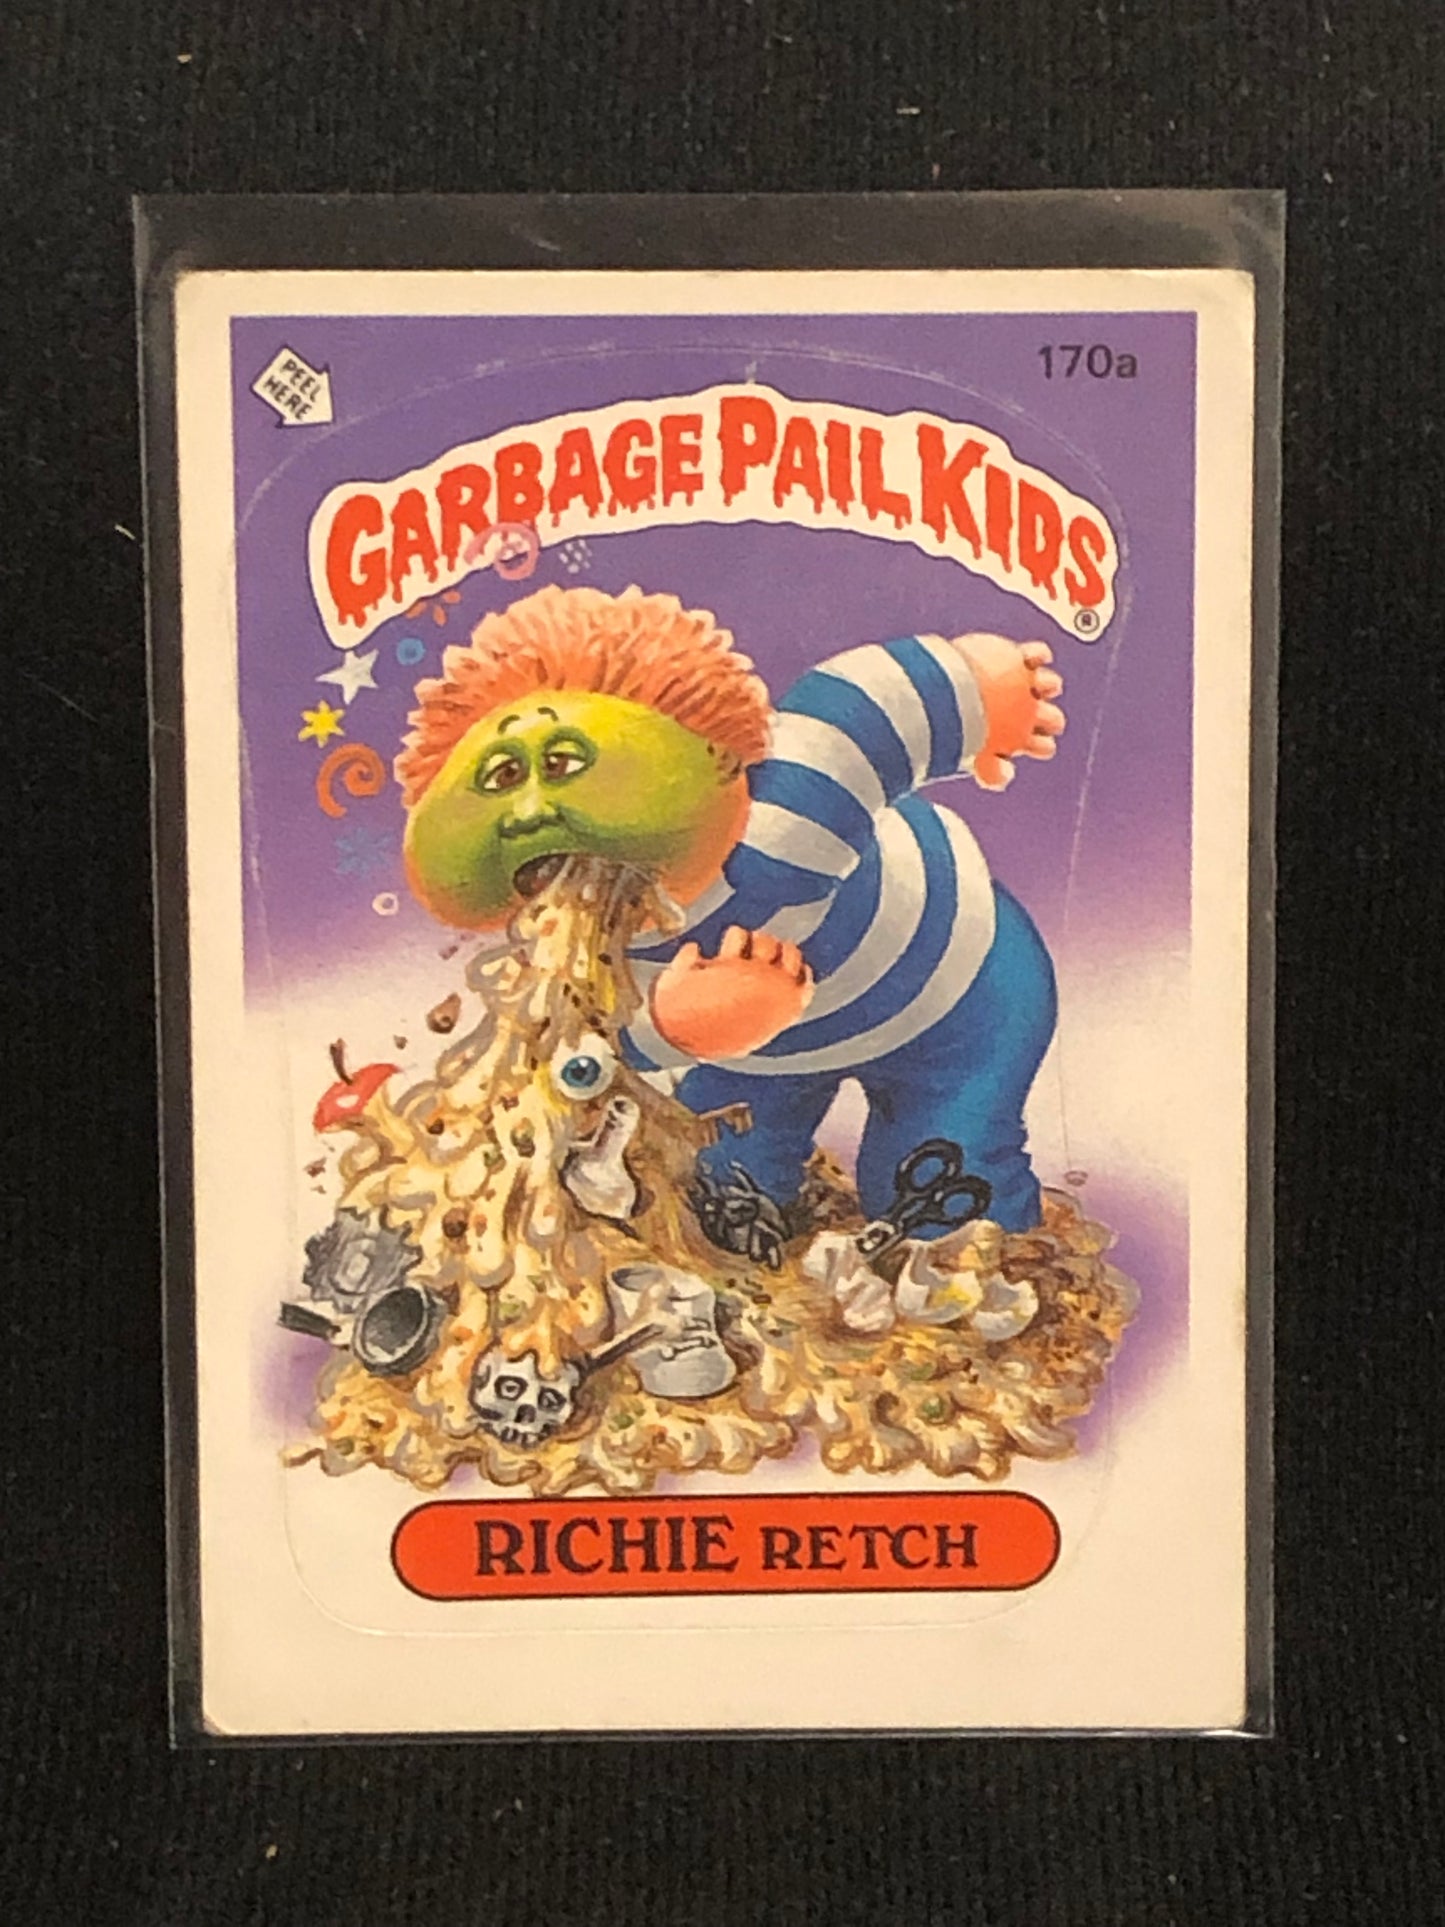 PEEL
HERE
170a
GARBAGE PAIL KIDS
®
RICHIE RETCH